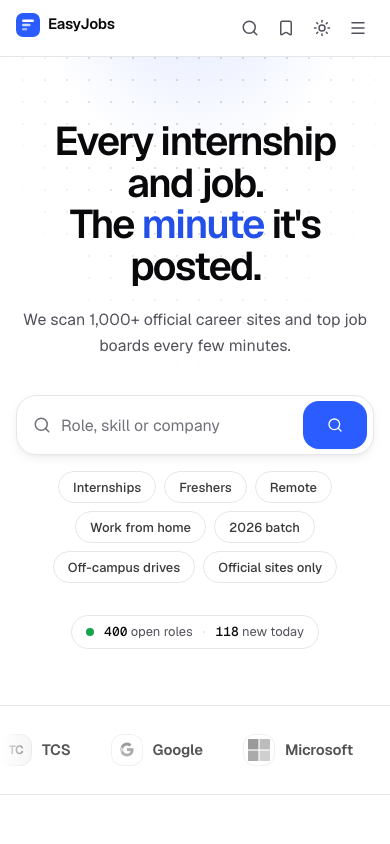 EasyJobs
Every internship
and job.
The minute it's
posted.
We scan 1,000+ official career sites and top job
boards every few minutes.
Role, skill or company
Internships
Freshers
Remote
Work from home
2026 batch
Off-campus drives
Official sites only
400 open roles · 118 new today
TC TCS
G Google
Microsoft